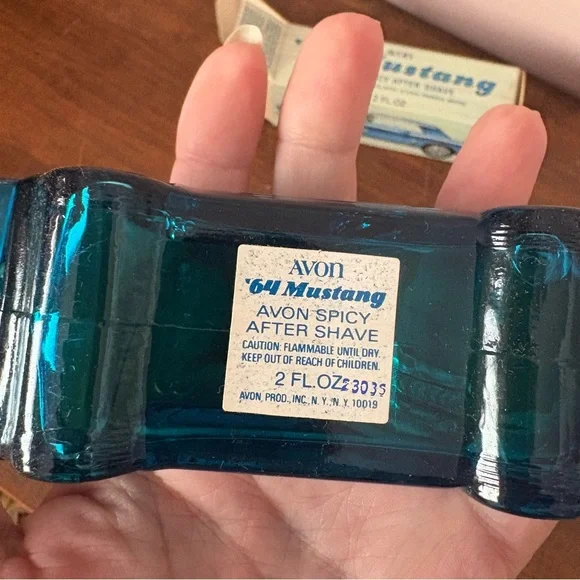 Mustang
AFTER SHAVE
2 FL. OZ
AVON
'64 Mustang
AVON SPICY
AFTER SHAVE
CAUTION: FLAMMABLE UNTIL DRY.
KEEP OUT OF REACH OF CHILDREN.
2 FL.OZ 23035
AVON, PROD., INC., N. Y., N.Y. 10019